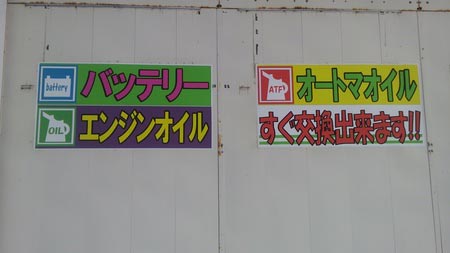 battery バッテリー
OIL エンジンオイル
ATF オートマオイル
すぐ交換出来ます!!